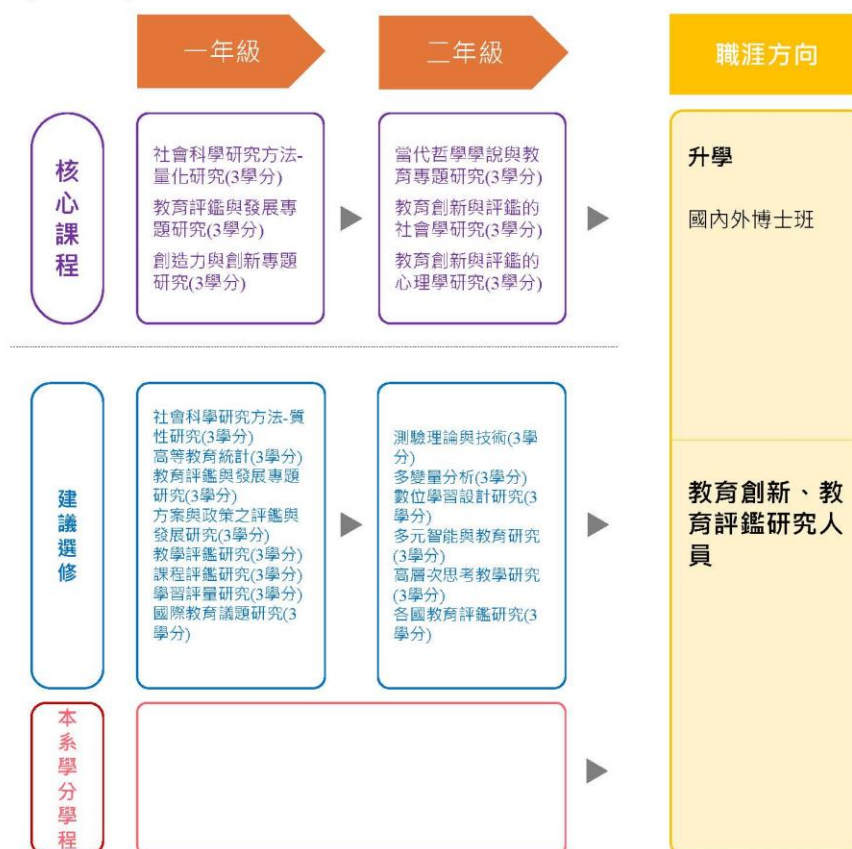 一年級
二年級
職涯方向
核心課程
社會科學研究方法-
量化研究(3學分)
教育評鑑與發展專
題研究(3學分)
創造力與創新專題
研究(3學分)
當代哲學學說與教
育專題研究(3學分)
教育創新與評鑑的
社會學研究(3學分)
教育創新與評鑑的
心理學研究(3學分)
升學
國內外博士班
建議選修
社會科學研究方法-質
性研究(3學分)
高等教育統計(3學分)
教育評鑑與發展專題
研究(3學分)
方案與政策之評鑑與
發展研究(3學分)
教學評鑑研究(3學分)
課程評鑑研究(3學分)
學習評量研究(3學分)
國際教育議題研究(3
學分)
測驗理論與技術(3學
分)
多變量分析(3學分)
數位學習設計研究(3
學分)
多元智能與教育研究
(3學分)
高層次思考教學研究
(3學分)
各國教育評鑑研究(3
學分)
教育創新、教
育評鑑研究人
員
本系學分學程